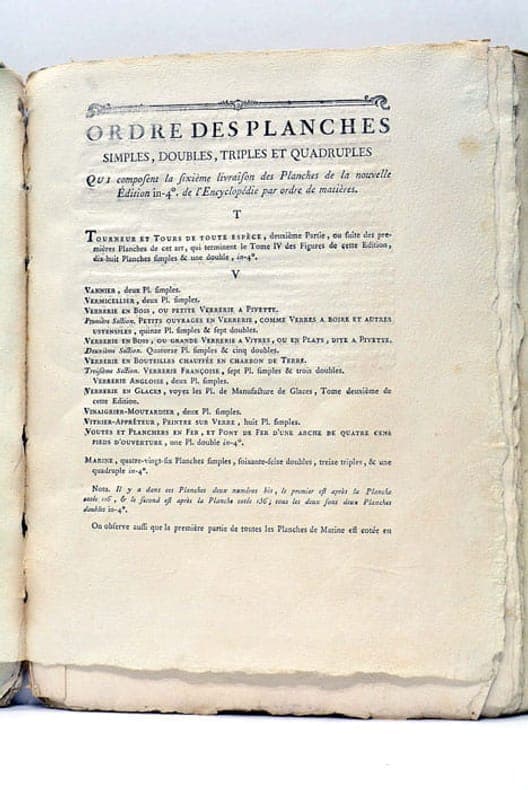 ORDRE DES PLANCHES
SIMPLES, DOUBLES, TRIPLES ET QUADRUPLES
QUI composent la sixième livraison des Planches de la nouvelle
Édition in-4°. de l'Encyclopédie par ordre de matières.
T
TOURNEUR ET TOURS DE TOUTE ESPÈCE, deuxième Partie, ou suite des pre-
mières Planches de cet art, qui terminent le Tome IV des Figures de cette Edition,
dix-huit Planches simples & une double, in-4°.
V
VANNIER, deux Pl. simples.
VERMICELLIER, deux Pl. simples.
VERRERIE EN BOIS, OU PETITE VERRERIE A PIVETTE.
Première Section. PETITS OUVRAGES EN VERRERIE, COMME VERRES A BOIRE ET AUTRES
USTENSILES, quinze Pl. simples & sept doubles.
VERRERIE EN BOIS, OU GRANDE VERRERIE A VITRES, OU EN PLATS, DITE A PIVETTE.
Deuxième Section. Quatorze Pl. simples & cinq doubles.
VERRERIE EN BOUTEILLES CHAUFFÉE EN CHARBON DE TERRE.
Troisième Section. VERRERIE FRANÇOISE, sept Pl. simples & trois doubles.
VERRERIE ANGLOISE, deux Pl. simples.
VERRERIE EN GLACES, voyez les Pl. de Manufacture de Glaces, Tome deuxième de
cette Edition.
VINAIGRIER-MOUTARDIER, deux Pl. simples.
VITRIER-APPRÊTEUR, PEINTRE SUR VERRE, huit Pl. simples.
VOUTES ET PLANCHERS EN FER, ET PONT DE FER D'UNE ARCHE DE QUATRE CENS
PIEDS D'OUVERTURE, une Pl. double in-4°.
MARINE, quatre-vingt-six Planches simples, soixante-seize doubles, treize triples, & une
quadruple in-4°.
Nota. Il y a dans ces Planches deux numéros bis, le premier est après la Planche
cotée 116, & le second est après la Planche cotée 136; tous les deux sont deux Planches
doubles in-4°.
On observe aussi que la première partie de toutes les Planches de Marine est cotée en